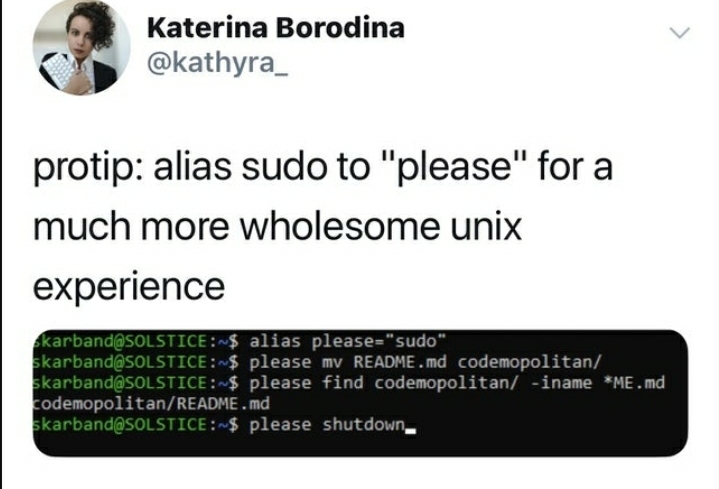 Katerina Borodina
@kathyra_
protip: alias sudo to "please" for a
much more wholesome unix
experience
skarband@SOLSTICE:~$ alias please="sudo"
skarband@SOLSTICE:~$ please mv README.md codemopolitan/
skarband@SOLSTICE:~$ please find codemopolitan/ -iname *ME.md
codemopolitan/README.md
skarband@SOLSTICE:~$ please shutdown_